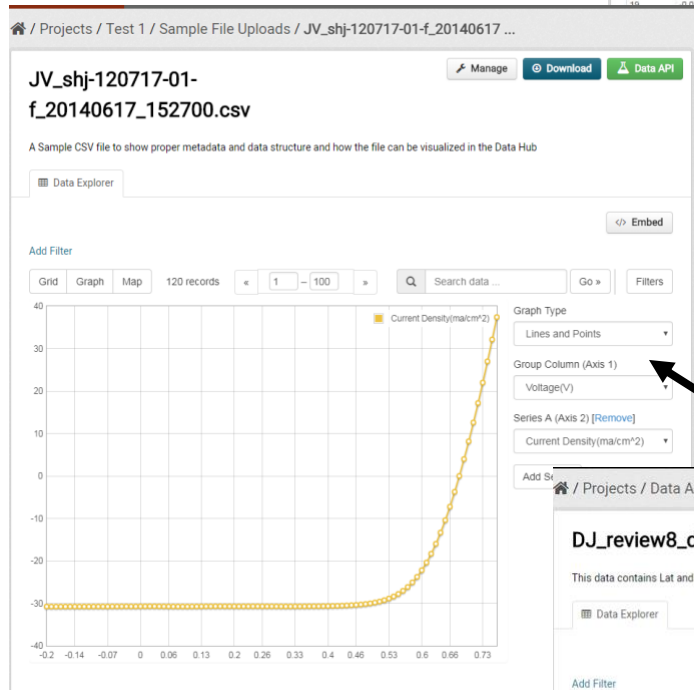 / Projects / Test 1 / Sample File Uploads / JV_shj-120717-01-f_20140617 ...
JV_shj-120717-01-
f_20140617_152700.csv
Manage
Download
Data API
A Sample CSV file to show proper metadata and data structure and how the file can be visualized in the Data Hub
Data Explorer
</> Embed
Add Filter
Grid Graph Map 120 records « 1 – 100 » Search data ... Go » Filters
Current Density(ma/cm^2)
40
30
20
10
0
-10
-20
-30
-40
-0.2 -0.14 -0.07 0 0.06 0.13 0.2 0.26 0.33 0.4 0.46 0.53 0.6 0.66 0.73
Graph Type
Lines and Points
Group Column (Axis 1)
Voltage(V)
Series A (Axis 2) [Remove]
Current Density(ma/cm^2)
Add Se
/ Projects / Data A
DJ_review8_
This data contains Lat and
Data Explorer
Add Filter